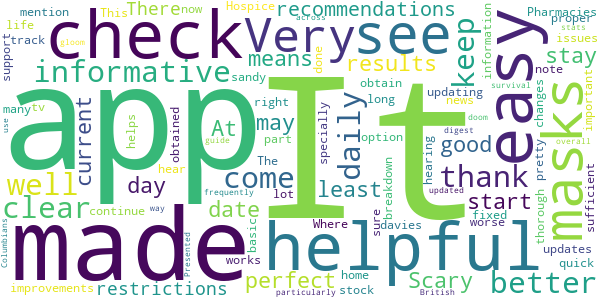 mention
recommendations
Hospice
There
now
across
check
Very
see
Pharmacies
proper
This
life
gloom
means
keep
information
issues
stats
track
support
informative
sandy
done
results
stay
app
It
easy
masks
many
tv
At
may
daily
obtain
long
updating
news
note
changes
important
survival
use
current
helps
obtained
right
part
specially
option
good
pretty
overall
hear
guide
The
come
least
breakdown
hearing
doom
digest
thank
well
day
lot
start
thorough
sufficient
clear
date
Where
sure
davies
fixed
worse
updated
made
helpful
continue
frequently
way
basic
works
perfect
home
stock
Scary
updates
quick
better
Columbians
improvements
restrictions
Presented
particularly
British